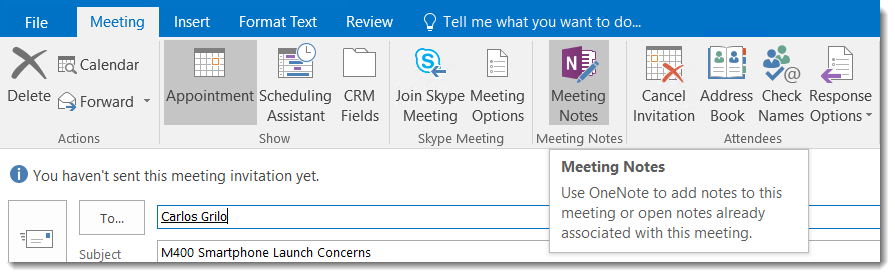 File Meeting Insert Format Text Review Tell me what you want to do...
Delete
Calendar
Forward
Actions
Appointment
Scheduling
Assistant
CRM
Fields
Show
Join Skype
Meeting
Meeting
Options
Skype Meeting
Meeting
Notes
Meeting Notes
Cancel
Invitation
Address
Book
Check
Names
Response
Options
Attendees
You haven't sent this meeting invitation yet.
To...
Carlos Grilo
Subject
M400 Smartphone Launch Concerns
Meeting Notes
Use OneNote to add notes to this
meeting or open notes already
associated with this meeting.